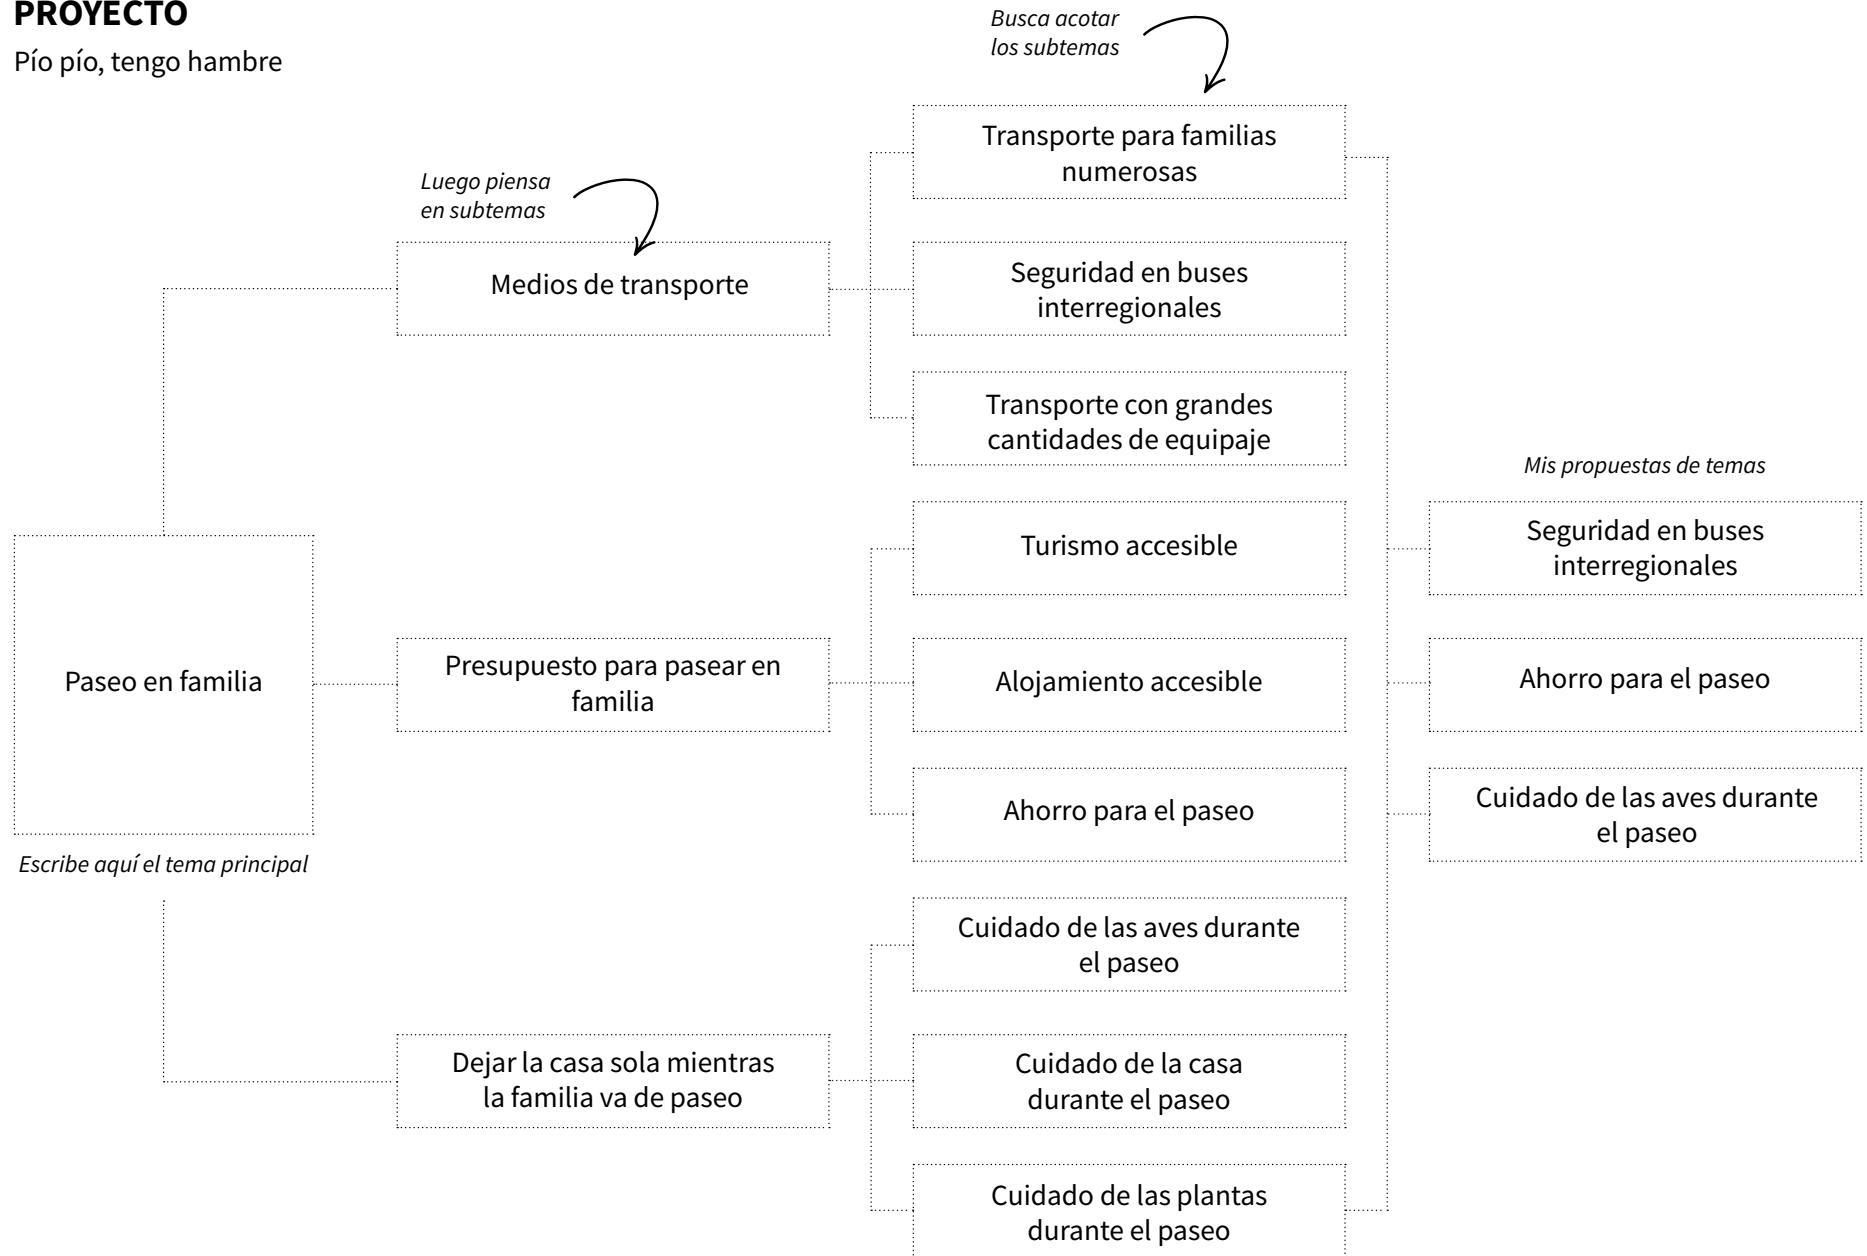 PROYECTO
Pío pío, tengo hambre
Busca acotar
los subtemas
Luego piensa
en subtemas
Transporte para familias
numerosas
Medios de transporte
Seguridad en buses
interregionales
Transporte con grandes
cantidades de equipaje
Mis propuestas de temas
Turismo accesible
Seguridad en buses
interregionales
Paseo en familia
Presupuesto para pasear en
familia
Alojamiento accesible
Ahorro para el paseo
Ahorro para el paseo
Cuidado de las aves durante
el paseo
Escribe aquí el tema principal
Cuidado de las aves durante
el paseo
Dejar la casa sola mientras
la familia va de paseo
Cuidado de la casa
durante el paseo
Cuidado de las plantas
durante el paseo